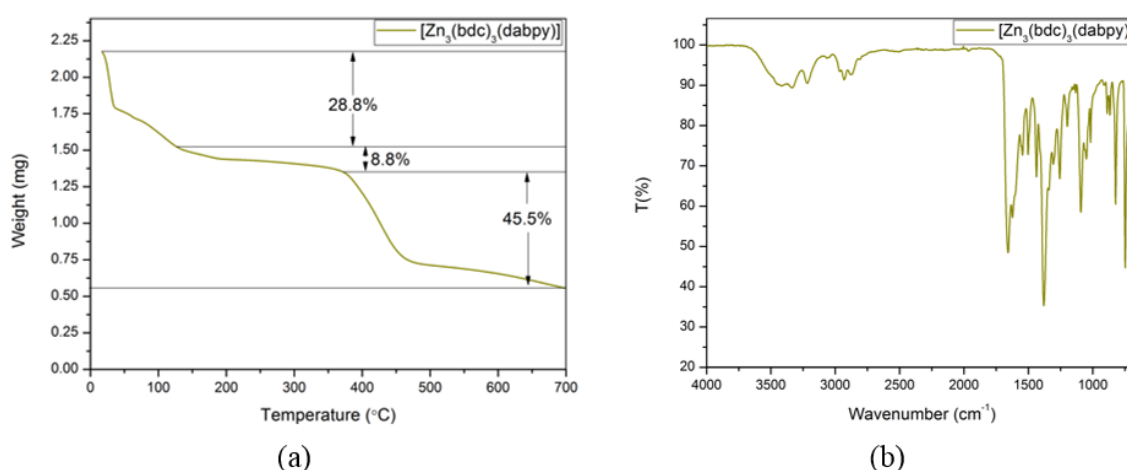 [Zn₃(bdc)₃(dabpy)]
2.25
2.00
1.75
1.50
1.25
1.00
0.75
0.50
0.25
0.00
Weight (mg)
28.8%
8.8%
45.5%
0 100 200 300 400 500 600 700
Temperature (°C)
(a)
[Zn₃(bdc)₃(dabpy)]
100
90
80
70
60
50
40
30
20
T(%)
4000 3500 3000 2500 2000 1500 1000
Wavenumber (cm⁻¹)
(b)